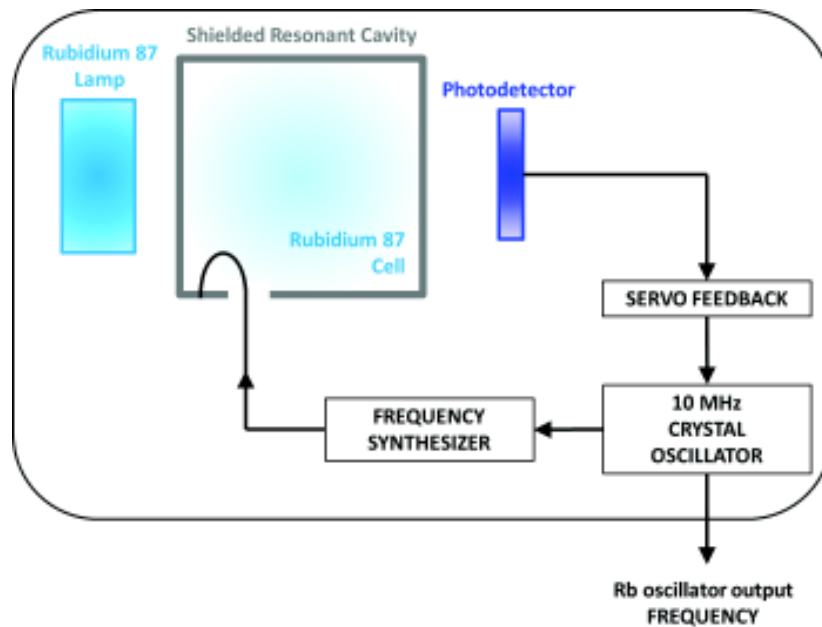 Shielded Resonant Cavity
Rubidium 87
Lamp
Photodetector
Rubidium 87
Cell
SERVO FEEDBACK
FREQUENCY
SYNTHESIZER
10 MHz
CRYSTAL
OSCILLATOR
Rb oscillator output
FREQUENCY